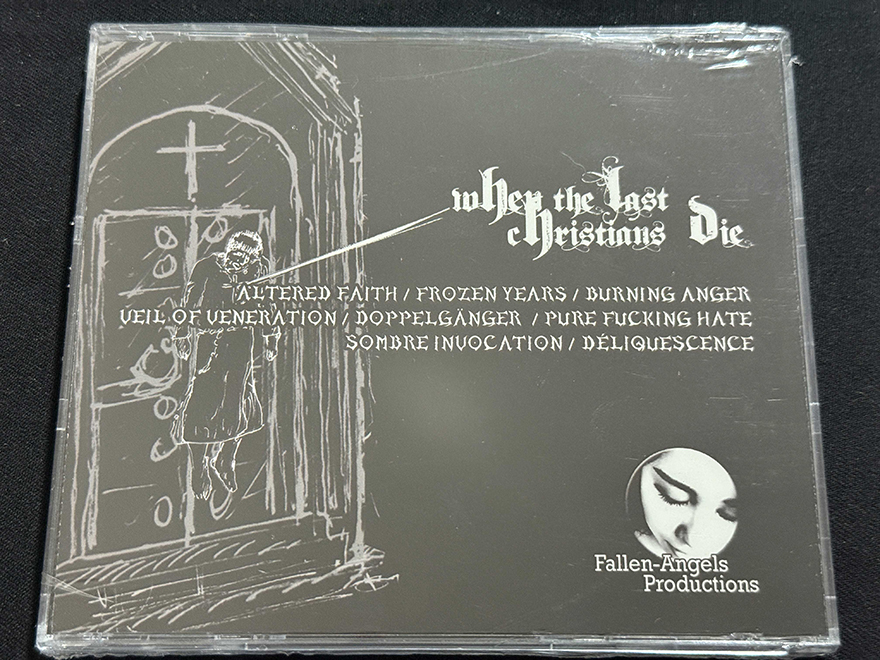 when the last
christians Die
ALTERED FAITH / FROZEN YEARS / BURNING ANGER
VEIL OF VENERATION / DOPPELGÄNGER / PURE FUCKING HATE
SOMBRE INVOCATION / DÉLIQUESCENCE
Fallen-Angels
Productions